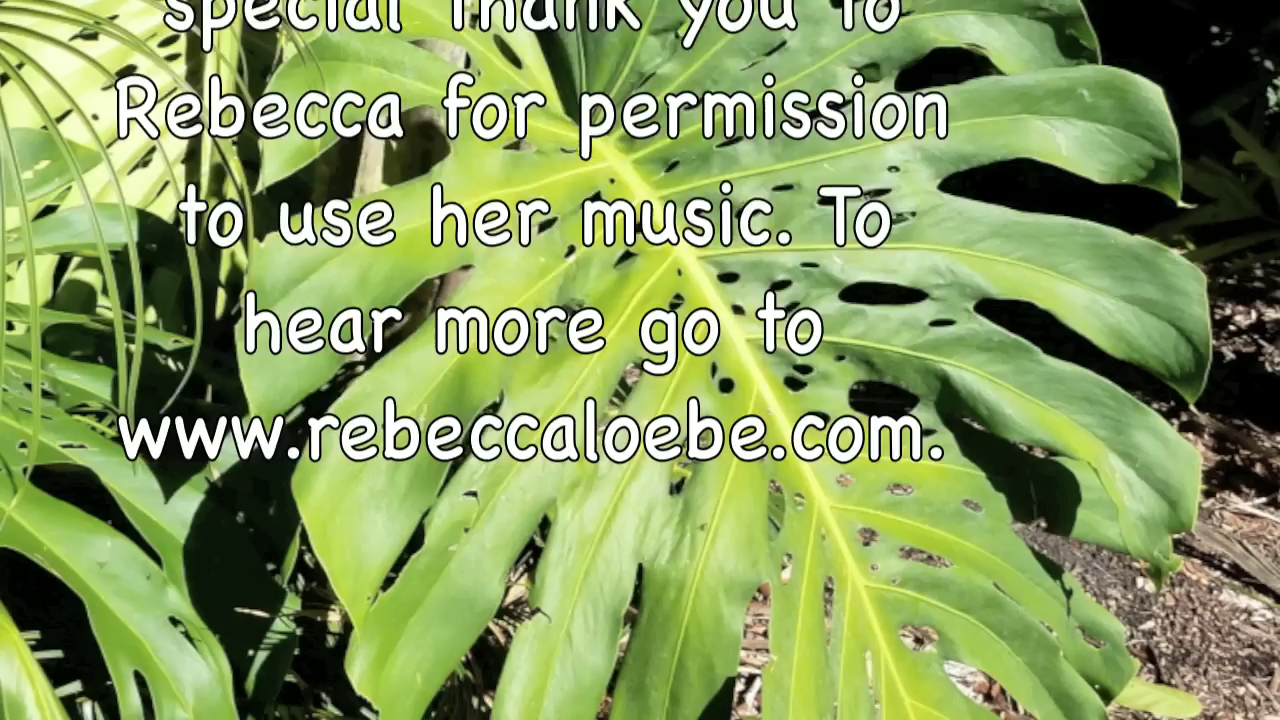 special Thank you to
Rebecca for permission
to use her music. To
hear more go to
www.rebeccaloebe.com.